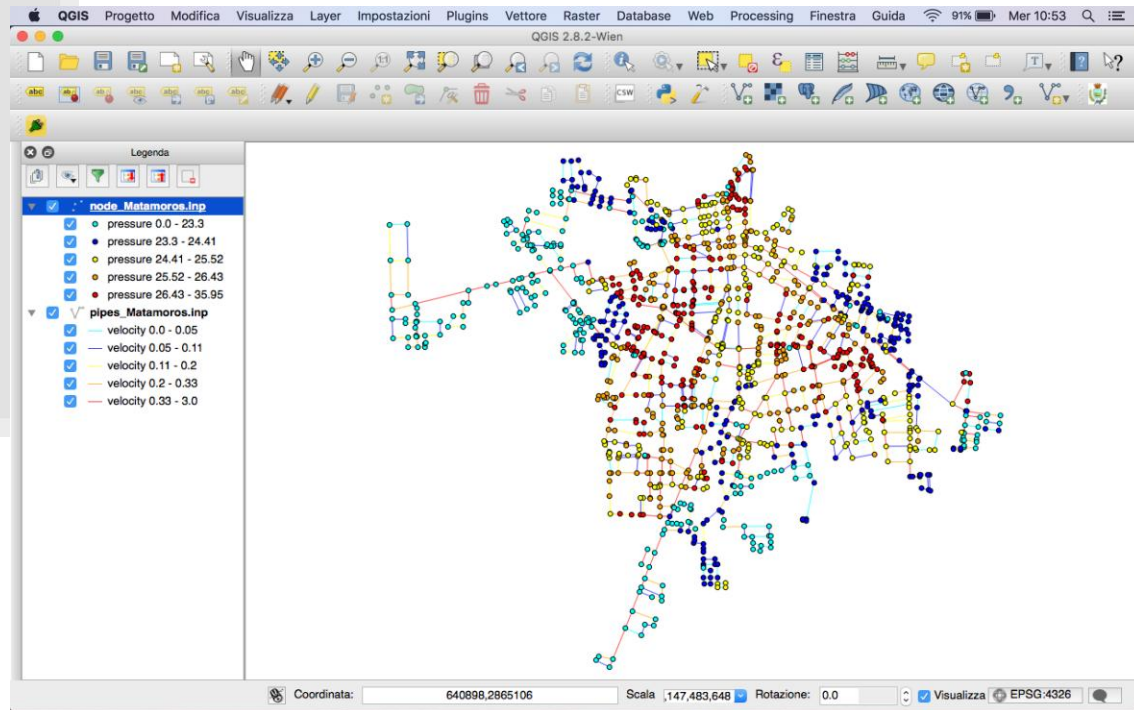 QGIS Progetto Modifica Visualizza Layer Impostazioni Plugins Vettore Raster Database Web Processing Finestra Guida 91% Mer 10:53
QGIS 2.8.2-Wien
CSW
Legenda
node_Matamoros.inp
pressure 0.0 - 23.3
pressure 23.3 - 24.41
pressure 24.41 - 25.52
pressure 25.52 - 26.43
pressure 26.43 - 35.95
pipes_Matamoros.inp
velocity 0.0 - 0.05
velocity 0.05 - 0.11
velocity 0.11 - 0.2
velocity 0.2 - 0.33
velocity 0.33 - 3.0
Coordinata: 640898,2865106 Scala ,147,483,648 Rotazione: 0.0 Visualizza EPSG:4326